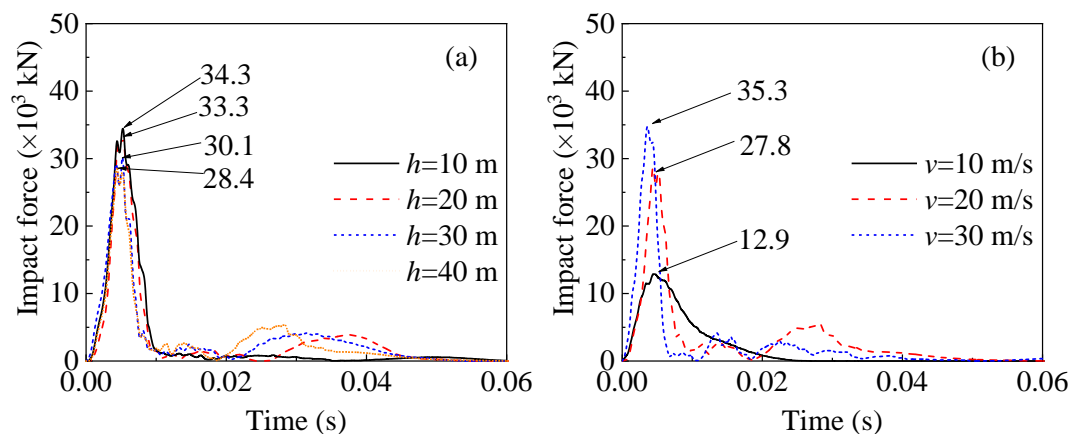 (a)
Impact force (×10³ kN)
50
40
30
20
10
0
34.3
33.3
30.1
28.4
h=10 m
h=20 m
h=30 m
h=40 m
0.00 0.02 0.04 0.06
Time (s)
(b)
Impact force (×10³ kN)
50
40
30
20
10
0
35.3
27.8
12.9
v=10 m/s
v=20 m/s
v=30 m/s
0.00 0.02 0.04 0.06
Time (s)